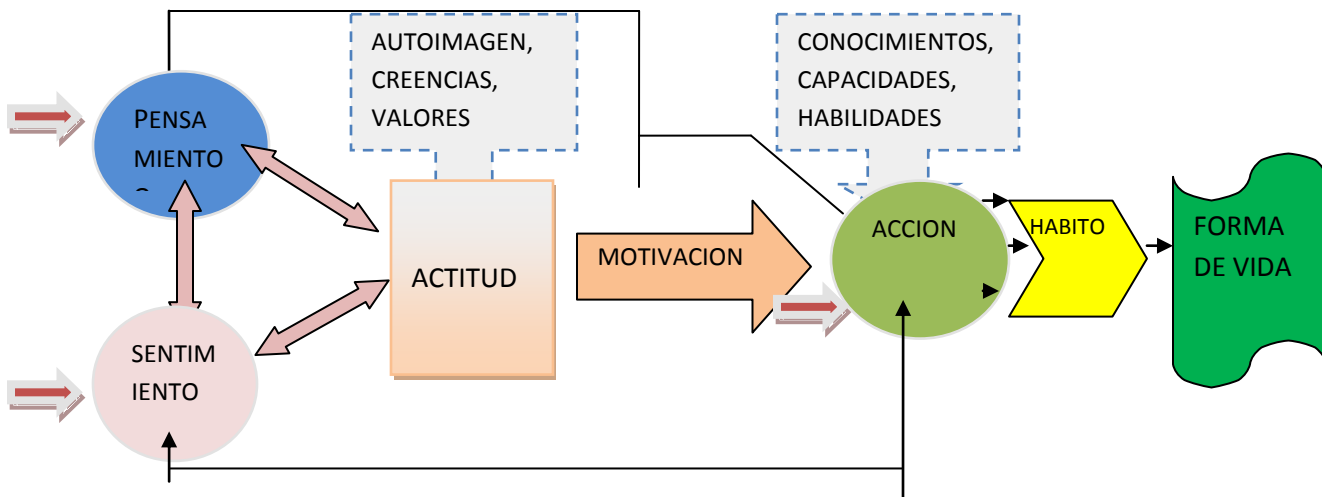 AUTOIMAGEN,
CREENCIAS,
VALORES
CONOCIMIENTOS,
CAPACIDADES,
HABILIDADES
PENSA
MIENTO
ACTITUD
MOTIVACION
ACCION
HABITO
FORMA
DE VIDA
SENTIM
IENTO